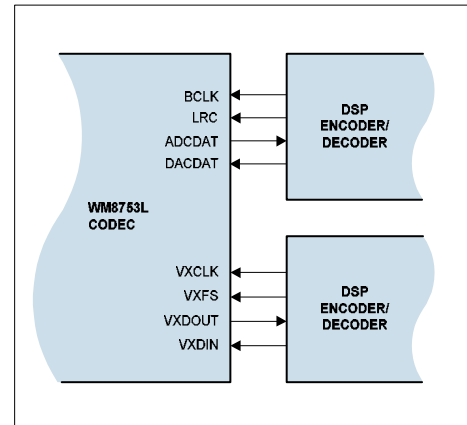 BCLK
LRC
ADCDAT
DACDAT
DSP
ENCODER/
DECODER
WM8753L
CODEC
VXCLK
VXFS
VXDOUT
VXDIN
DSP
ENCODER/
DECODER